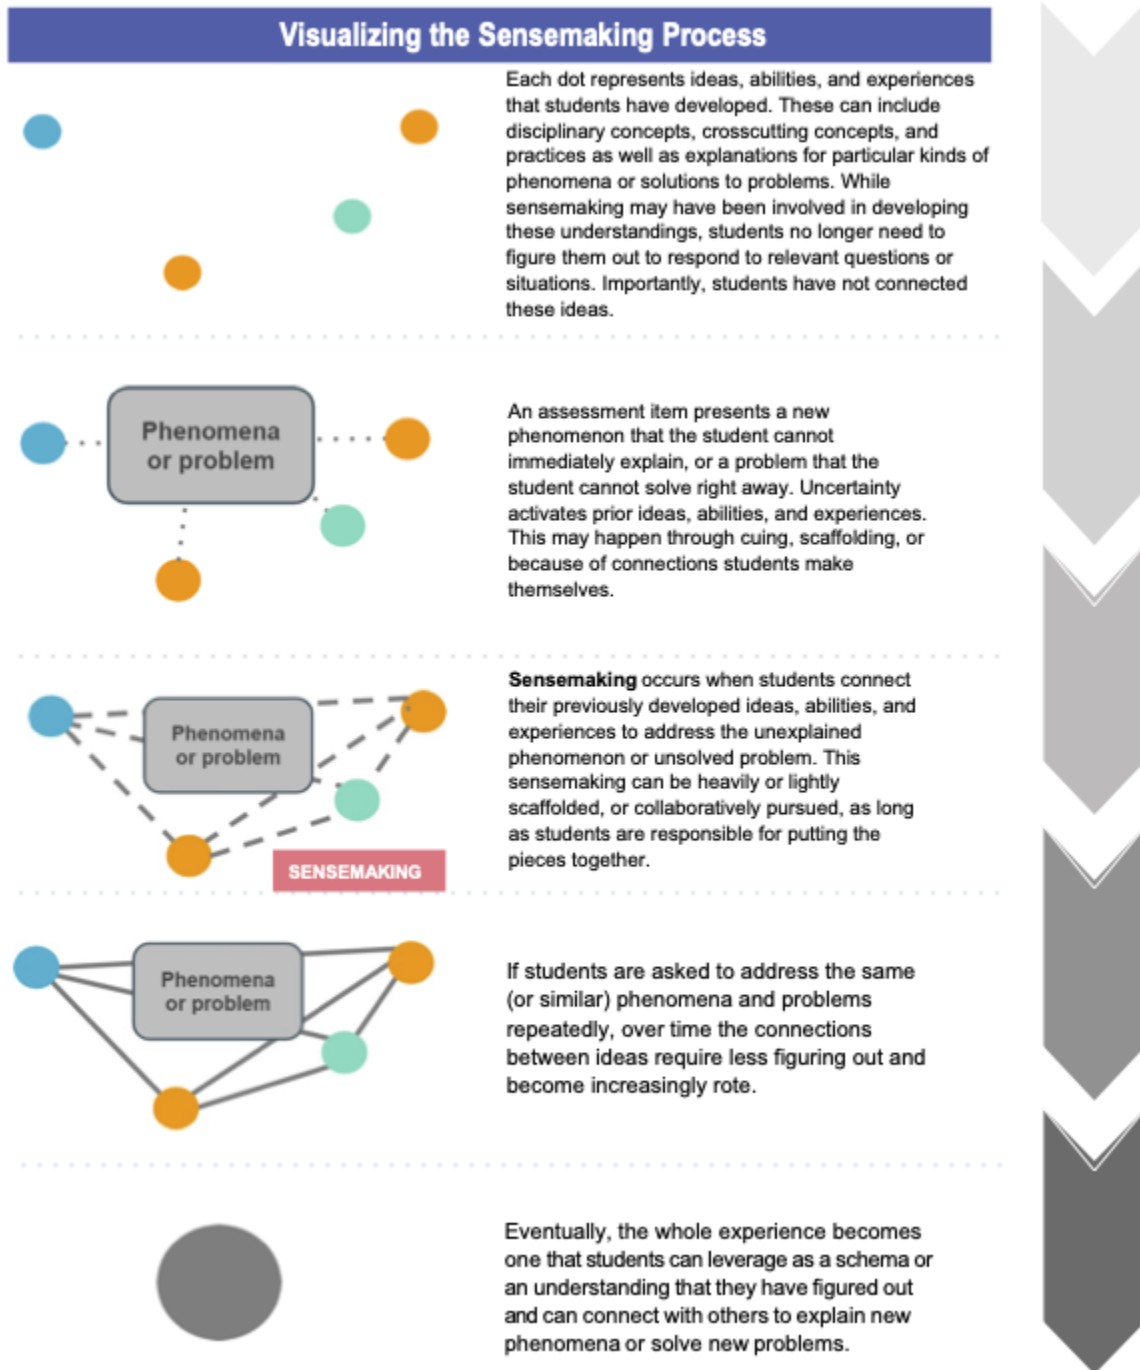 Visualizing the Sensemaking Process
Each dot represents ideas, abilities, and experiences
that students have developed. These can include
disciplinary concepts, crosscutting concepts, and
practices as well as explanations for particular kinds of
phenomena or solutions to problems. While
sensemaking may have been involved in developing
these understandings, students no longer need to
figure them out to respond to relevant questions or
situations. Importantly, students have not connected
these ideas.
Phenomena
or problem
An assessment item presents a new
phenomenon that the student cannot
immediately explain, or a problem that the
student cannot solve right away. Uncertainty
activates prior ideas, abilities, and experiences.
This may happen through cuing, scaffolding, or
because of connections students make
themselves.
Phenomena
or problem
SENSEMAKING
Sensemaking occurs when students connect
their previously developed ideas, abilities, and
experiences to address the unexplained
phenomenon or unsolved problem. This
sensemaking can be heavily or lightly
scaffolded, or collaboratively pursued, as long
as students are responsible for putting the
pieces together.
Phenomena
or problem
If students are asked to address the same
(or similar) phenomena and problems
repeatedly, over time the connections
between ideas require less figuring out and
become increasingly rote.
Eventually, the whole experience becomes
one that students can leverage as a schema or
an understanding that they have figured out
and can connect with others to explain new
phenomena or solve new problems.